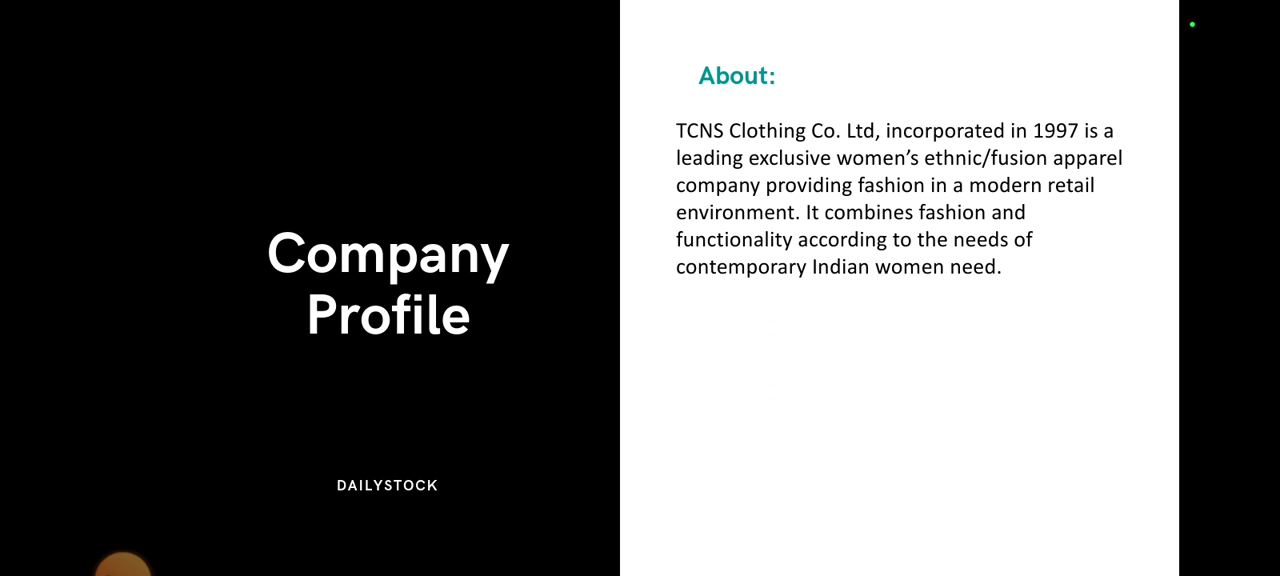 Company
Profile
DAILYSTOCK
About:
TCNS Clothing Co. Ltd, incorporated in 1997 is a
leading exclusive women’s ethnic/fusion apparel
company providing fashion in a modern retail
environment. It combines fashion and
functionality according to the needs of
contemporary Indian women need.